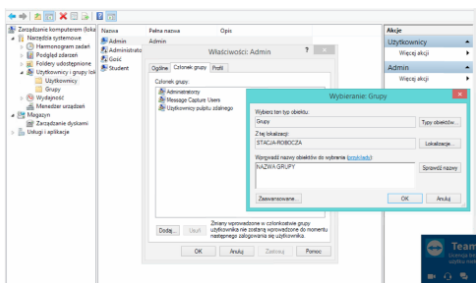 Zarządzanie komputerem (loka
Narzędzia systemowe
Harmonogram zadań
Podgląd zdarzeń
Foldery udostępnione
Użytkownicy i grupy lok
Użytkownicy
Grupy
Wydajność
Menedżer urządzeń
Magazyn
Zarządzanie dyskami
Usługi i aplikacje
Nazwa
Pełna nazwa
Opis
Admin
Admin
Administrato
Gość
Student
Właściwości: Admin
?
Ogólne
Członek grupy
Profil
Członek grupy:
Administratorzy
Message Capture Users
Użytkownicy pulpitu zdalnego
Dodaj...
Usuń
Zmiany wprowadzone w członkostwie grupy
użytkownika nie zostaną wprowadzone do momentu
następnego zalogowania się użytkownika.
OK
Anuluj
Zastosuj
Pomoc
Wybieranie: Grupy
Wybierz ten typ obiektu:
Grupy
Typy obiektów...
Z tej lokalizacji:
STACJA-ROBOCZA
Lokalizacje...
Wprowadź nazwy obiektów do wybrania (przykłady):
NAZWA GRUPY
Sprawdź nazwy
Zaawansowane...
OK
Anuluj
Akcje
Użytkownicy
Więcej akcji
Admin
Więcej akcji
Team